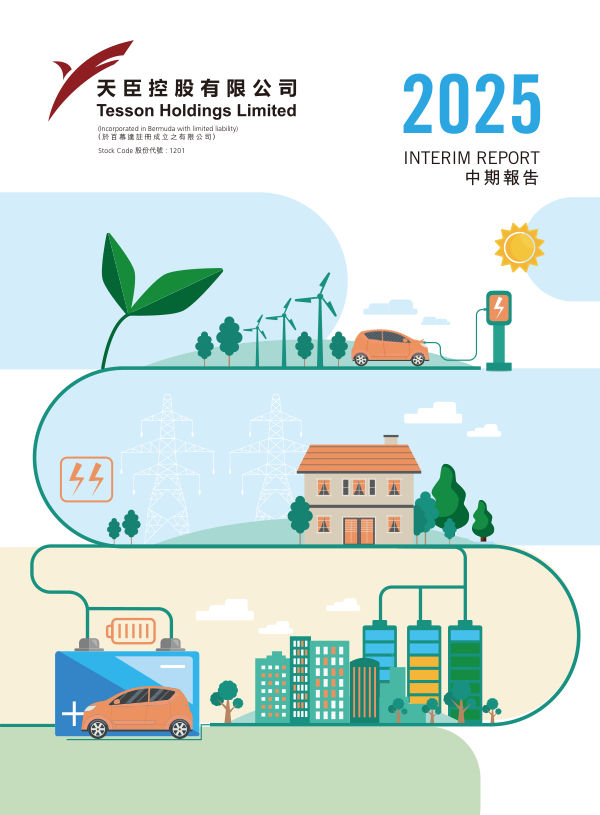 天臣控股有限公司
Tesson Holdings Limited
(Incorporated in Bermuda with limited liability)
(於百慕達註冊成立之有限公司)
Stock Code 股份代號 : 1201
2025
INTERIM REPORT
中期報告